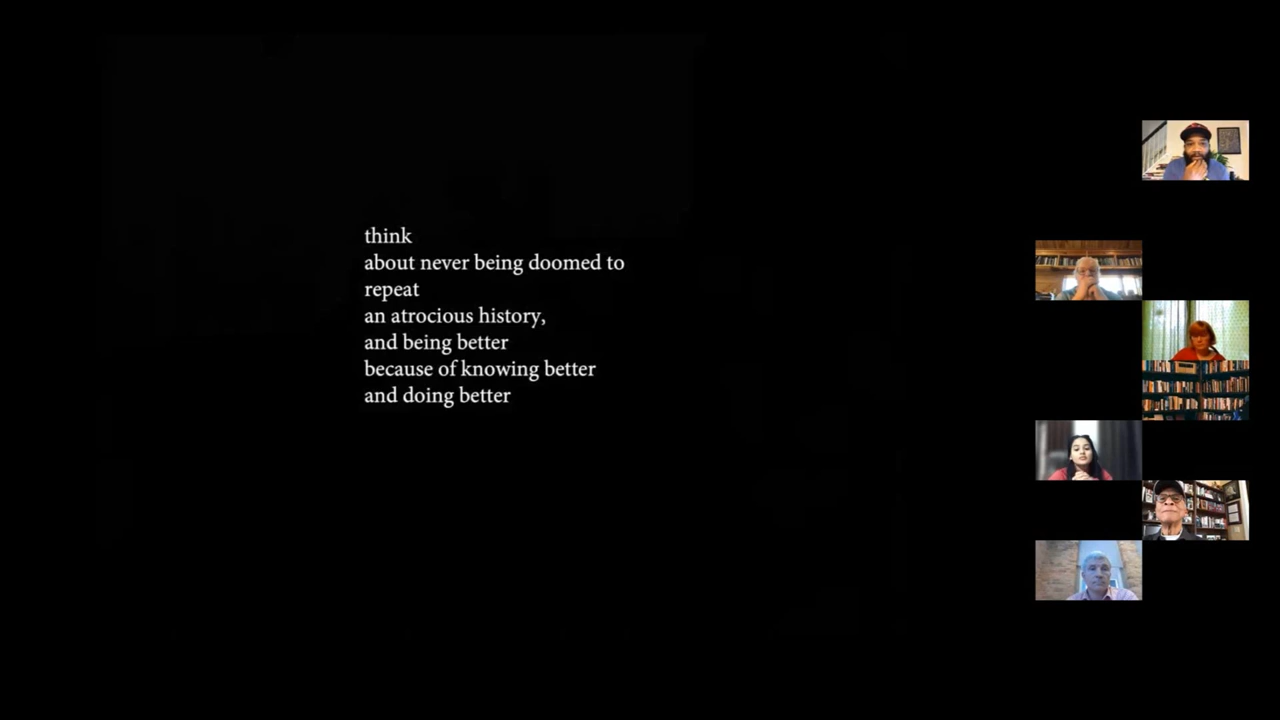 think
about never being doomed to
repeat
an atrocious history,
and being better
because of knowing better
and doing better